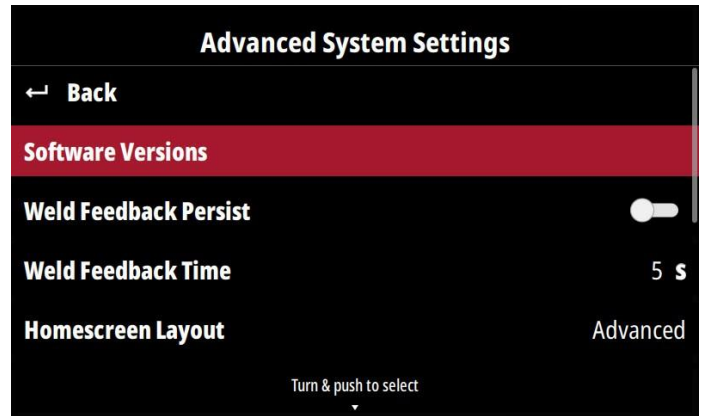 Advanced System Settings
Back
Software Versions
Weld Feedback Persist
Weld Feedback Time 5 s
Homescreen Layout Advanced
Turn & push to select